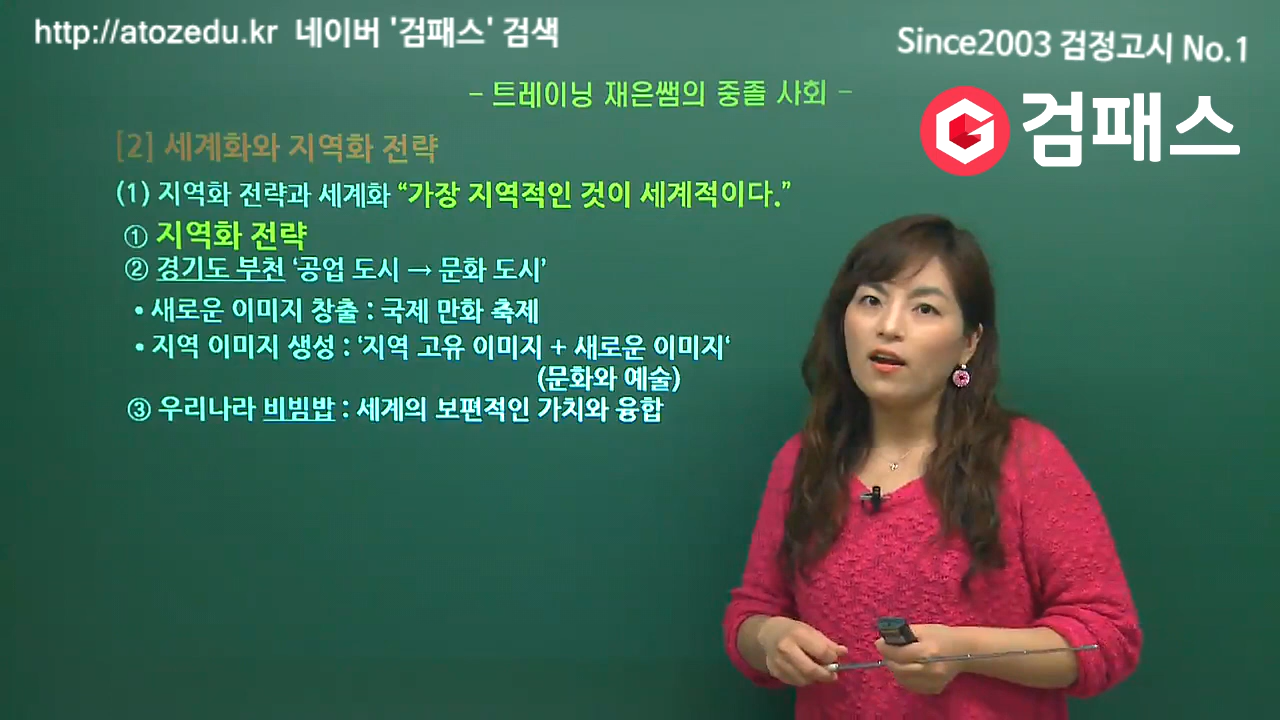 http://atozedu.kr 네이버 '검패스' 검색
Since2003 검정고시 No.1
검패스
- 트레이닝 재은쌤의 중졸 사회 -
[2] 세계화와 지역화 전략
(1) 지역화 전략과 세계화 “가장 지역적인 것이 세계적이다.”
① 지역화 전략
② 경기도 부천 ‘공업 도시 → 문화 도시’
• 새로운 이미지 창출 : 국제 만화 축제
• 지역 이미지 생성 : ‘지역 고유 이미지 + 새로운 이미지‘
(문화와 예술)
③ 우리나라 비빔밥 : 세계의 보편적인 가치와 융합